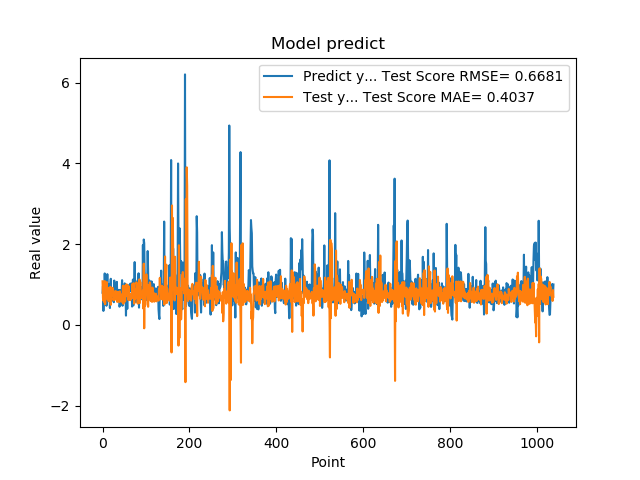 Model predict
Predict y... Test Score RMSE= 0.6681
Test y... Test Score MAE= 0.4037
Real value
6
4
2
0
−2
0 200 400 600 800 1000
Point